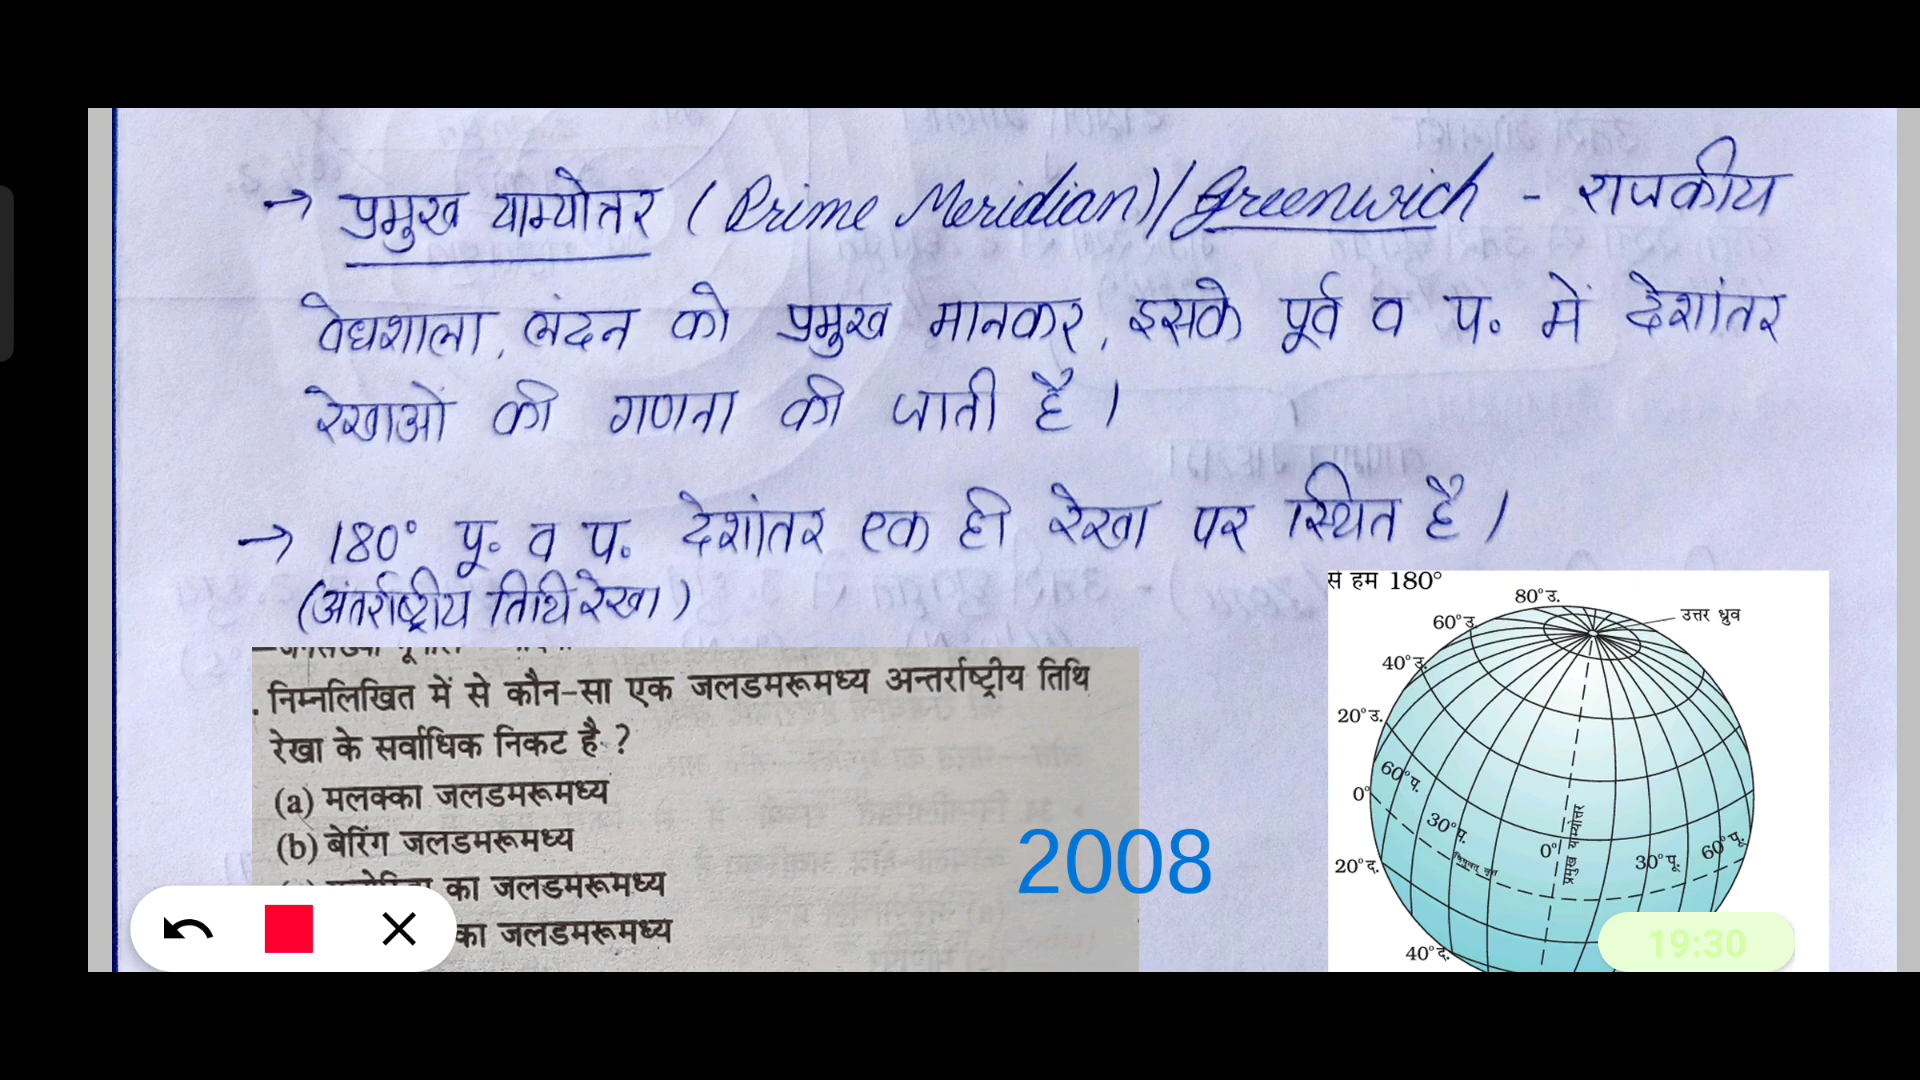 → प्रमुख याम्योत्तर ( Prime Meridian)/Greenwich - राजकीय
वेधशाला, लंदन को प्रमुख मानकर, इसके पूर्व व प. में देशांतर
रेखाओं की गणना की जाती है।
→ 180° पू. व प. देशांतर एक ही रेखा पर स्थित है।
(अंतर्राष्ट्रीय तिथि रेखा)
निम्नलिखित में से कौन-सा एक जलडमरूमध्य अन्तर्राष्ट्रीय तिथि
रेखा के सर्वाधिक निकट है ?
(a) मलक्का जलडमरूमध्य
(b) बेरिंग जलडमरूमध्य
का जलडमरूमध्य
का जलडमरूमध्य
2008
से हम 180°
80°उ.
उत्तर ध्रुव
60°उ.
40°उ.
20°उ.
60°प.
0°
30°प.
विषुवत् वृत्त
0°
प्रमुख याम्योत्तर
30°पू.
60°पू.
20°द.
40°द.
19:30